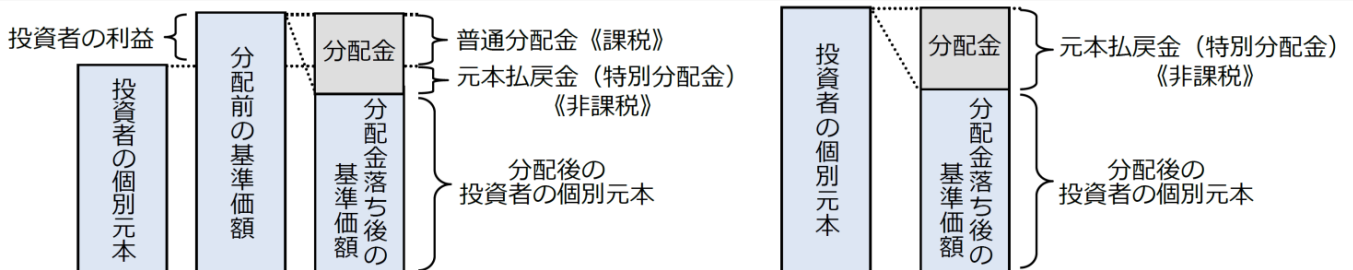 投資者の利益
投資者の個別元本
分配前の基準価額
分配金
分配金落ち後の
基準価額
普通分配金《課税》
元本払戻金（特別分配金）
《非課税》
分配後の
投資者の個別元本
投資者の個別元本
分配金
分配金落ち後の
基準価額
元本払戻金（特別分配金）
《非課税》
分配後の
投資者の個別元本